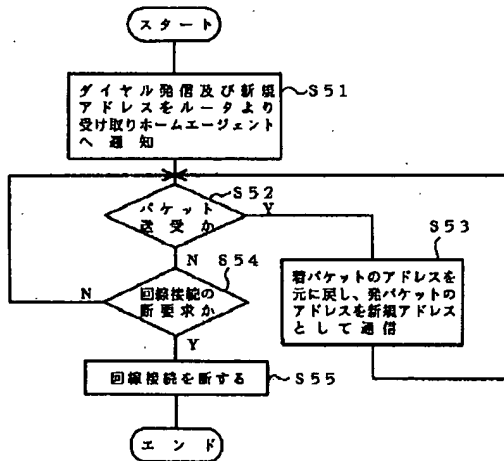 スタート
ダイヤル発信及び新規
アドレスをルータより
受け取りホームエージェント
へ通知
S51
S52
パケット
送受か
Y
S53
N
S54
着パケットのアドレスを
元に戻し、発パケットの
アドレスを新規アドレス
として通信
N
回線接続の
断要求か
Y
回線接続を断する
S55
エンド